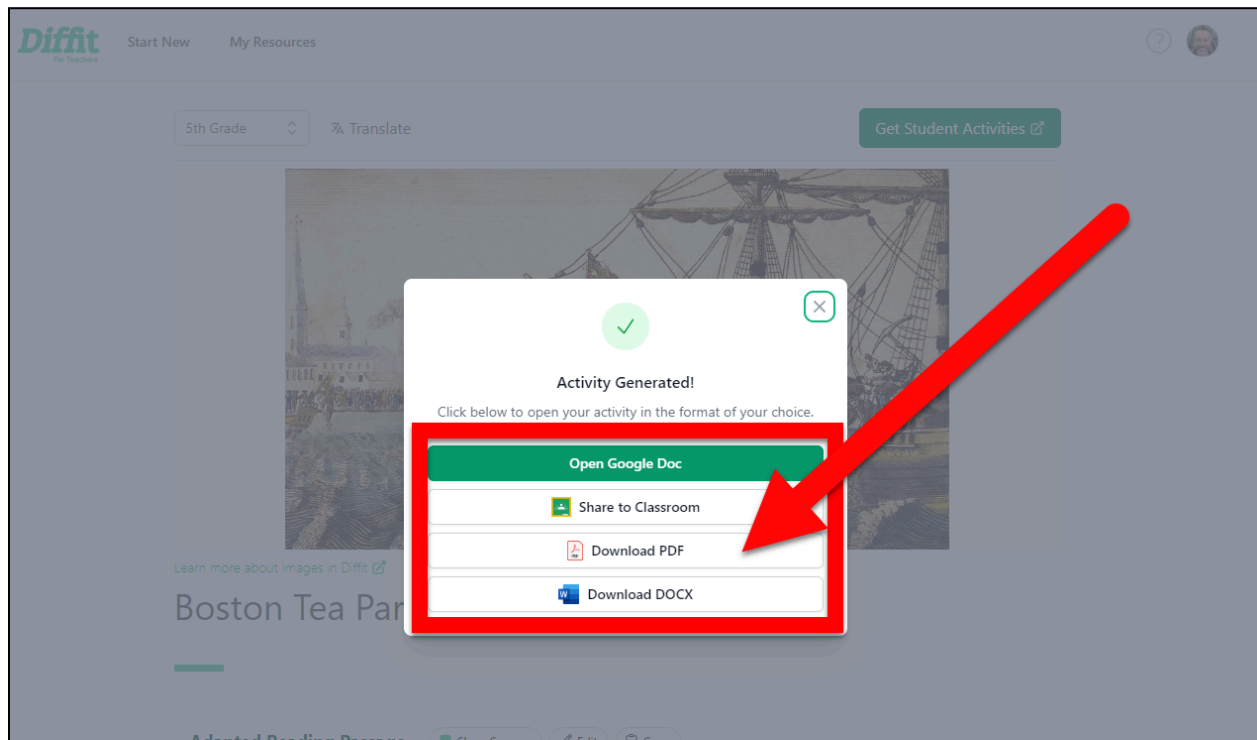 Diffit
For Teachers
Start New
My Resources
?
5th Grade
Translate
Get Student Activities
Activity Generated!
Click below to open your activity in the format of your choice.
Open Google Doc
Share to Classroom
Download PDF
Download DOCX
Learn more about images in Diffit
Boston Tea Par
Adapted Reading Passage
Edit